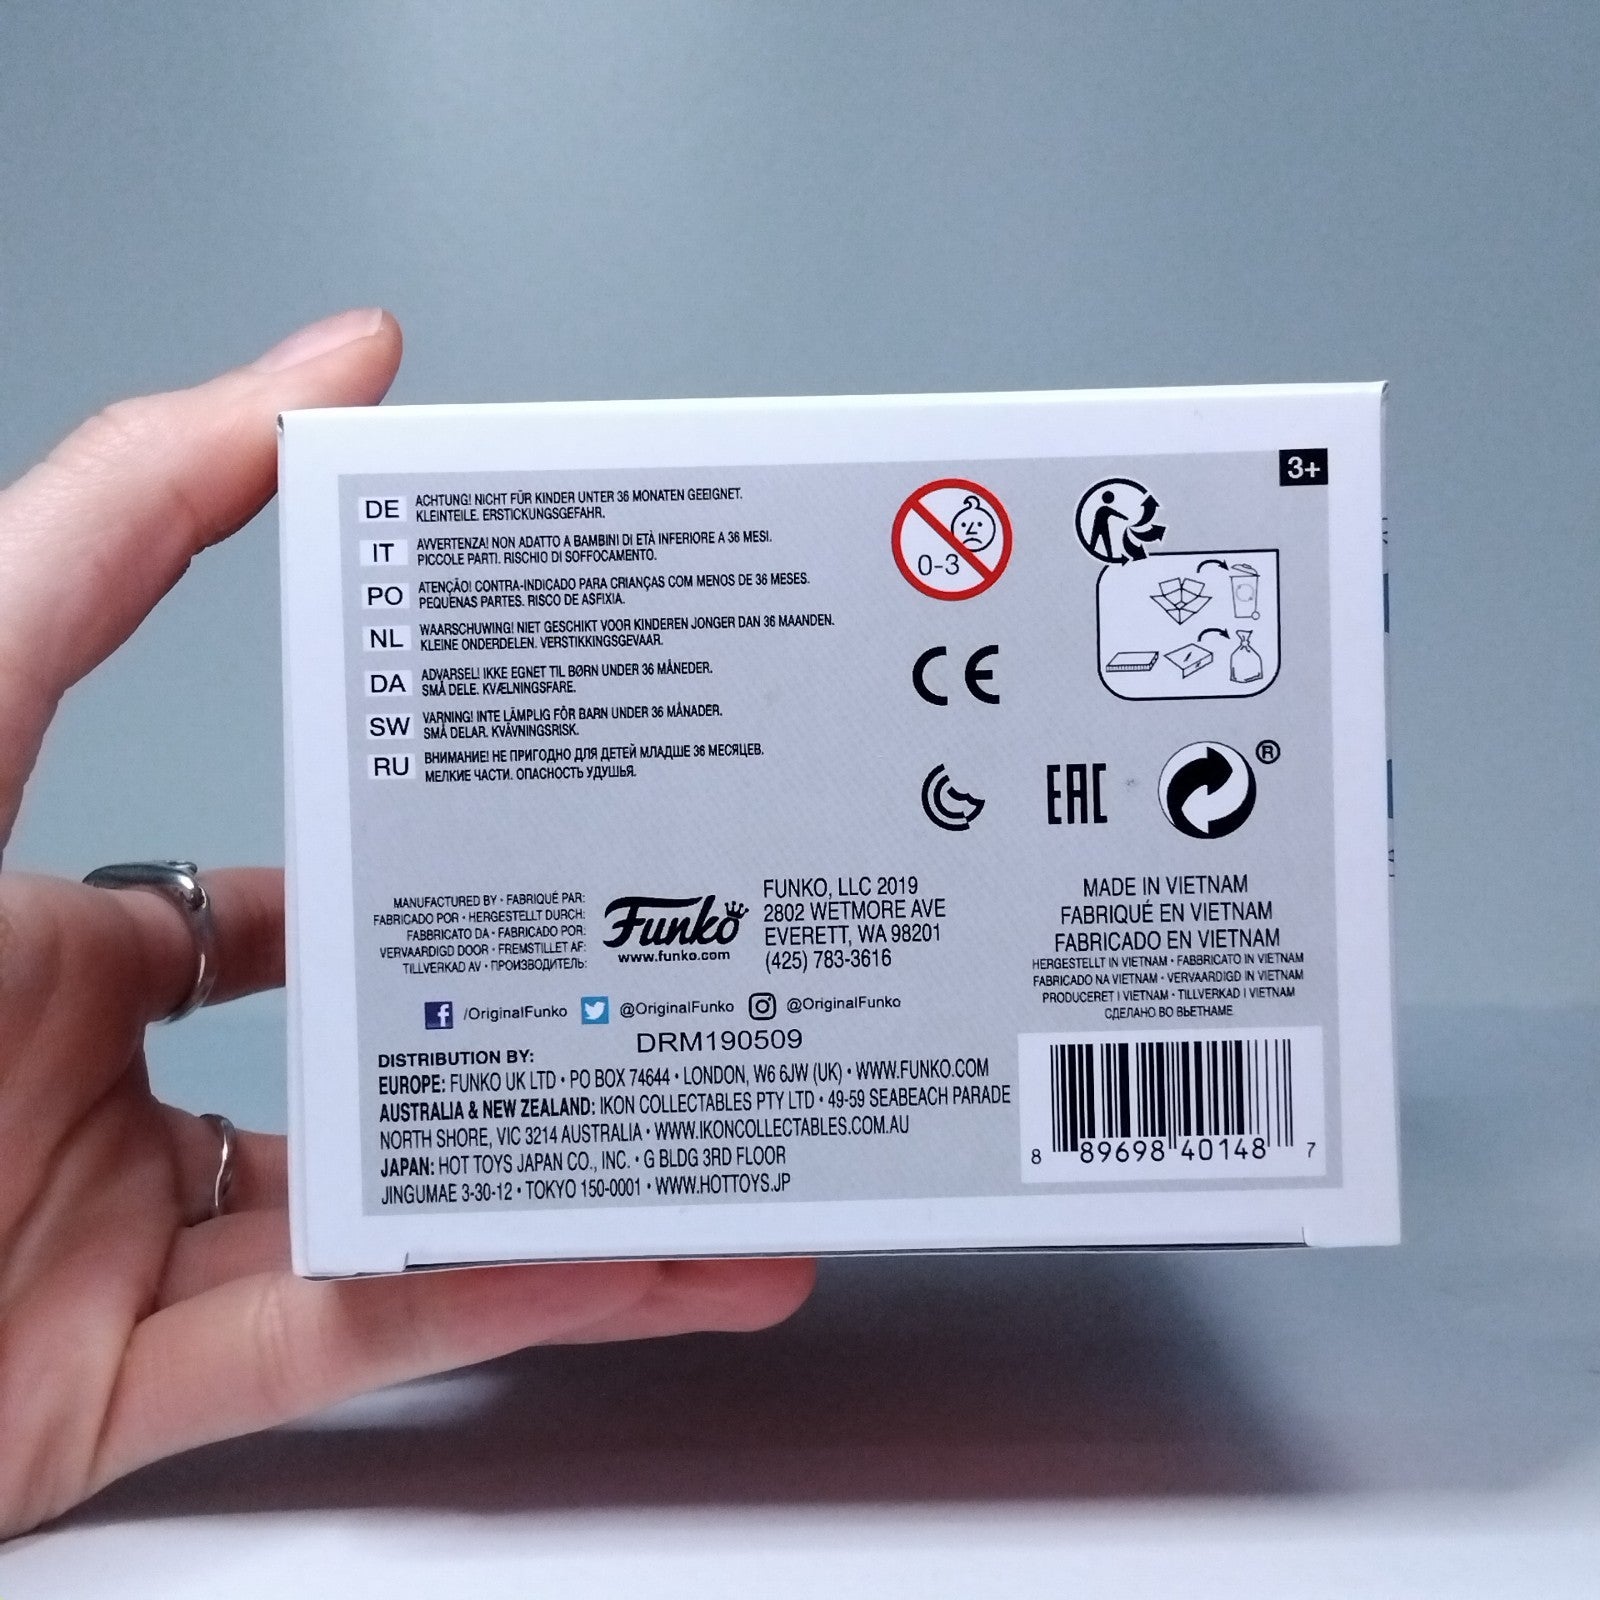 3+
DE ACHTUNG! NICHT FÜR KINDER UNTER 36 MONATEN GEEIGNET.
KLEINTEILE. ERSTICKUNGSGEFAHR.
IT AVVERTENZA! NON ADATTO A BAMBINI DI ETÀ INFERIORE A 36 MESI.
PICCOLE PARTI. RISCHIO DI SOFFOCAMENTO.
PO ATENÇÃO! CONTRA-INDICADO PARA CRIANÇAS COM MENOS DE 36 MESES.
PEQUENAS PARTES. RISCO DE ASFIXIA.
NL WAARSCHUWING! NIET GESCHIKT VOOR KINDEREN JONGER DAN 36 MAANDEN.
KLEINE ONDERDELEN. VERSTIKKINGSGEVAAR.
DA ADVARSEL! IKKE EGNET TIL BØRN UNDER 36 MÅNEDER.
SMÅ DELE. KVÆLNINGSFARE.
SW VARNING! INTE LÄMPLIG FÖR BARN UNDER 36 MÅNADER.
SMÅ DELAR. KVÄVNINGSRISK.
RU ВНИМАНИЕ! НЕ ПРИГОДНО ДЛЯ ДЕТЕЙ МЛАДШЕ 36 МЕСЯЦЕВ.
МЕЛКИЕ ЧАСТИ. ОПАСНОСТЬ УДУШЬЯ.
0-3
CE
EAC
®
MANUFACTURED BY • FABRIQUÉ PAR:
FABRICADO POR • HERGESTELLT DURCH:
FABBRICATO DA • FABRICADO POR:
VERVAARDIGD DOOR • FREMSTILLET AF:
TILLVERKAD AV • ПРОИЗВОДИТЕЛЬ:
Funko
www.funko.com
FUNKO, LLC 2019
2802 WETMORE AVE
EVERETT, WA 98201
(425) 783-3616
MADE IN VIETNAM
FABRIQUÉ EN VIETNAM
FABRICADO EN VIETNAM
HERGESTELLT IN VIETNAM • FABBRICATO IN VIETNAM
FABRICADO NA VIETNAM • VERVAARDIGD IN VIETNAM
PRODUCERET I VIETNAM • TILLVERKAD I VIETNAM
СДЕЛАНО ВО ВЬЕТНАМЕ
/OriginalFunko @OriginalFunko @OriginalFunko
DRM190509
DISTRIBUTION BY:
EUROPE: FUNKO UK LTD • PO BOX 74644 • LONDON, W6 6JW (UK) • WWW.FUNKO.COM
AUSTRALIA & NEW ZEALAND: IKON COLLECTABLES PTY LTD • 49-59 SEABEACH PARADE
NORTH SHORE, VIC 3214 AUSTRALIA • WWW.IKONCOLLECTABLES.COM.AU
JAPAN: HOT TOYS JAPAN CO., INC. • G BLDG 3RD FLOOR
JINGUMAE 3-30-12 • TOKYO 150-0001 • WWW.HOTTOYS.JP
8 89698 40148 7